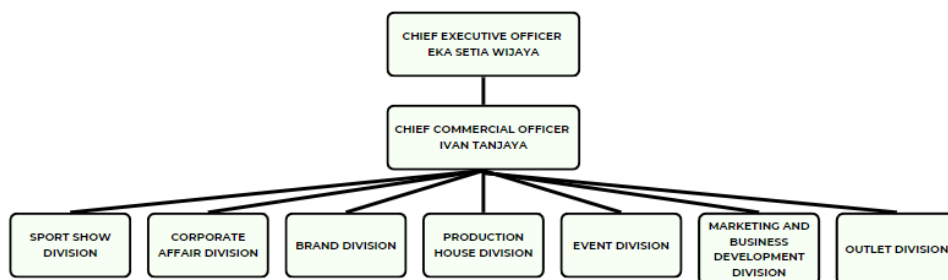 CHIEF EXECUTIVE OFFICER
EKA SETIA WIJAYA
CHIEF COMMERCIAL OFFICER
IVAN TANJAYA
SPORT SHOW
DIVISION
CORPORATE
AFFAIR DIVISION
BRAND DIVISION
PRODUCTION
HOUSE DIVISION
EVENT DIVISION
MARKETING AND
BUSINESS
DEVELOPMENT
DIVISION
OUTLET DIVISION